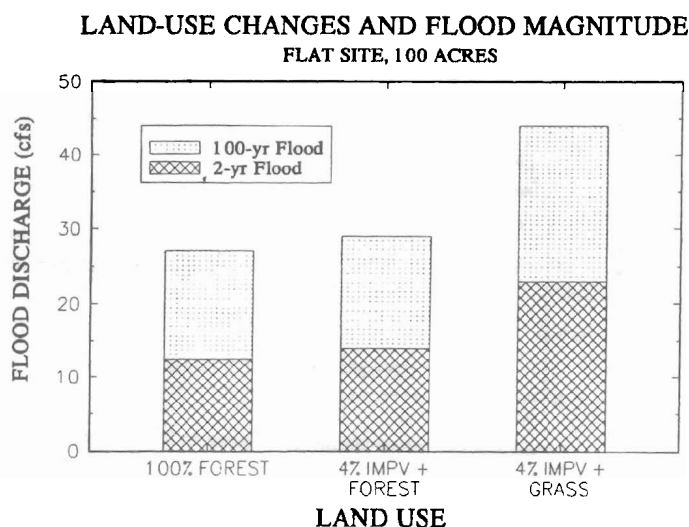 LAND-USE CHANGES AND FLOOD MAGNITUDE
FLAT SITE, 100 ACRES
50
40
30
20
10
0
FLOOD DISCHARGE (cfs)
100-yr Flood
2-yr Flood
100% FOREST
4% IMPV +
FOREST
4% IMPV +
GRASS
LAND USE